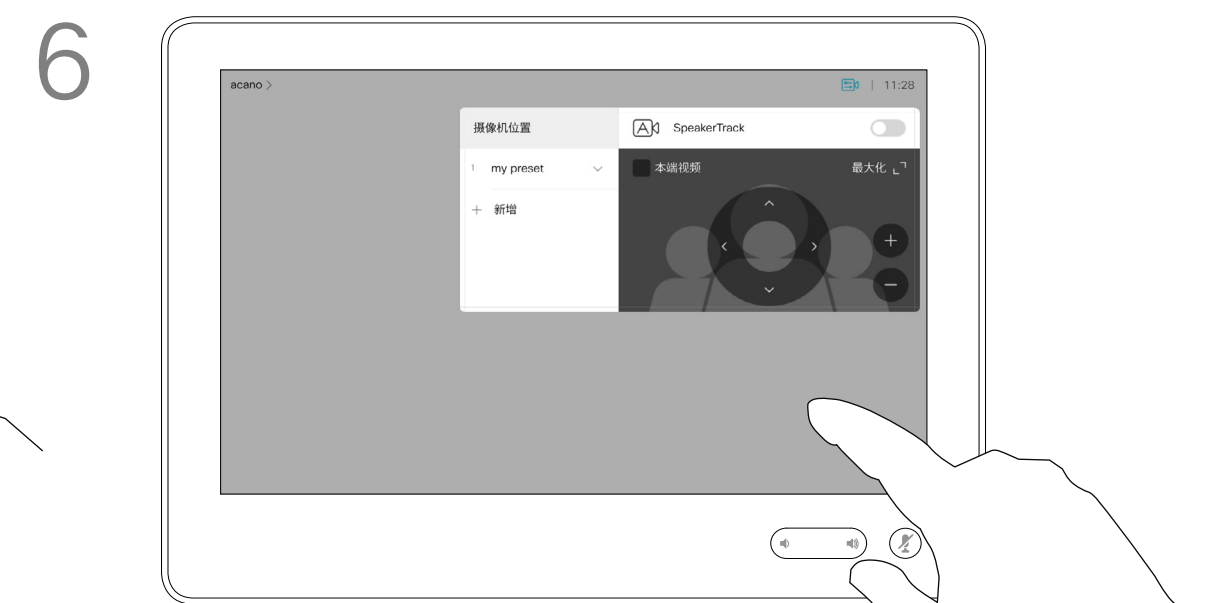 6
acano >
11:28
摄像机位置
SpeakerTrack
1 my preset
本端视频
最大化
+ 新增